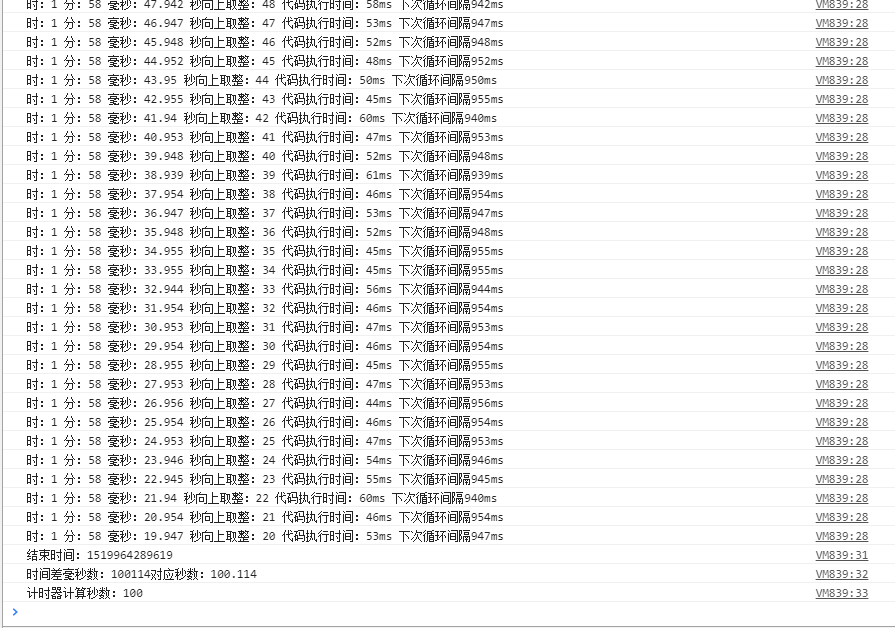 时: 1 分: 58 毫秒: 47.942 秒向上取整: 48 代码执行时间: 58ms 下次循环间隔942ms VM839:28
时: 1 分: 58 毫秒: 46.947 秒向上取整: 47 代码执行时间: 53ms 下次循环间隔947ms VM839:28
时: 1 分: 58 毫秒: 45.948 秒向上取整: 46 代码执行时间: 52ms 下次循环间隔948ms VM839:28
时: 1 分: 58 毫秒: 44.952 秒向上取整: 45 代码执行时间: 48ms 下次循环间隔952ms VM839:28
时: 1 分: 58 毫秒: 43.95 秒向上取整: 44 代码执行时间: 50ms 下次循环间隔950ms VM839:28
时: 1 分: 58 毫秒: 42.955 秒向上取整: 43 代码执行时间: 45ms 下次循环间隔955ms VM839:28
时: 1 分: 58 毫秒: 41.94 秒向上取整: 42 代码执行时间: 60ms 下次循环间隔940ms VM839:28
时: 1 分: 58 毫秒: 40.953 秒向上取整: 41 代码执行时间: 47ms 下次循环间隔953ms VM839:28
时: 1 分: 58 毫秒: 39.948 秒向上取整: 40 代码执行时间: 52ms 下次循环间隔948ms VM839:28
时: 1 分: 58 毫秒: 38.939 秒向上取整: 39 代码执行时间: 61ms 下次循环间隔939ms VM839:28
时: 1 分: 58 毫秒: 37.954 秒向上取整: 38 代码执行时间: 46ms 下次循环间隔954ms VM839:28
时: 1 分: 58 毫秒: 36.947 秒向上取整: 37 代码执行时间: 53ms 下次循环间隔947ms VM839:28
时: 1 分: 58 毫秒: 35.948 秒向上取整: 36 代码执行时间: 52ms 下次循环间隔948ms VM839:28
时: 1 分: 58 毫秒: 34.955 秒向上取整: 35 代码执行时间: 45ms 下次循环间隔955ms VM839:28
时: 1 分: 58 毫秒: 33.955 秒向上取整: 34 代码执行时间: 45ms 下次循环间隔955ms VM839:28
时: 1 分: 58 毫秒: 32.944 秒向上取整: 33 代码执行时间: 56ms 下次循环间隔944ms VM839:28
时: 1 分: 58 毫秒: 31.954 秒向上取整: 32 代码执行时间: 46ms 下次循环间隔954ms VM839:28
时: 1 分: 58 毫秒: 30.953 秒向上取整: 31 代码执行时间: 47ms 下次循环间隔953ms VM839:28
时: 1 分: 58 毫秒: 29.954 秒向上取整: 30 代码执行时间: 46ms 下次循环间隔954ms VM839:28
时: 1 分: 58 毫秒: 28.955 秒向上取整: 29 代码执行时间: 45ms 下次循环间隔955ms VM839:28
时: 1 分: 58 毫秒: 27.953 秒向上取整: 28 代码执行时间: 47ms 下次循环间隔953ms VM839:28
时: 1 分: 58 毫秒: 26.956 秒向上取整: 27 代码执行时间: 44ms 下次循环间隔956ms VM839:28
时: 1 分: 58 毫秒: 25.954 秒向上取整: 26 代码执行时间: 46ms 下次循环间隔954ms VM839:28
时: 1 分: 58 毫秒: 24.953 秒向上取整: 25 代码执行时间: 47ms 下次循环间隔953ms VM839:28
时: 1 分: 58 毫秒: 23.946 秒向上取整: 24 代码执行时间: 54ms 下次循环间隔946ms VM839:28
时: 1 分: 58 毫秒: 22.945 秒向上取整: 23 代码执行时间: 55ms 下次循环间隔945ms VM839:28
时: 1 分: 58 毫秒: 21.94 秒向上取整: 22 代码执行时间: 60ms 下次循环间隔940ms VM839:28
时: 1 分: 58 毫秒: 20.954 秒向上取整: 21 代码执行时间: 46ms 下次循环间隔954ms VM839:28
时: 1 分: 58 毫秒: 19.947 秒向上取整: 20 代码执行时间: 53ms 下次循环间隔947ms VM839:28
结束时间: 1519964289619 VM839:31
时间差毫秒数: 100114对应秒数: 100.114 VM839:32
计时器计算秒数: 100 VM839:33